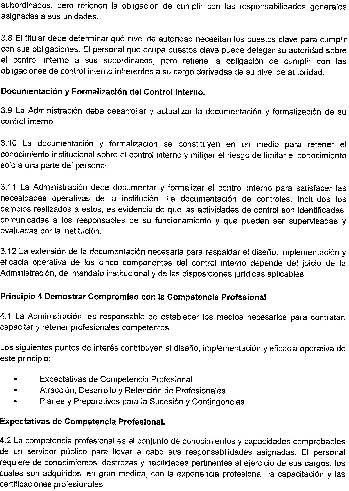 subordinados, pero retienen la obligación de cumplir con las responsabilidades generales
asignadas a sus unidades.
3.8 El titular debe determinar qué nivel de autoridad necesitan los puestos clave para cumplir
con sus obligaciones. El personal que ocupa puestos clave puede delegar su autoridad sobre
el control interno a sus subordinados, pero retiene la obligación de cumplir con las
obligaciones de control interno inherentes a su cargo derivadas de su nivel de autoridad.
Documentación y Formalización del Control Interno.
3.9 La Administración debe desarrollar y actualizar la documentación y formalización de su
control interno.
3.10 La documentación y formalización se constituyen en un medio para retener el
conocimiento institucional sobre el control interno y mitigar el riesgo de limitar el conocimiento
solo a una parte del personal.
3.11 La Administración debe documentar y formalizar el control interno para satisfacer las
necesidades operativas de la institución. La documentación de controles, incluidos los
cambios realizados a estos, es evidencia de que las actividades de control son identificadas,
comunicadas a los responsables de su funcionamiento y que pueden ser supervisadas y
evaluadas por la institución.
3.12 La extensión de la documentación necesaria para respaldar el diseño, implementación y
eficacia operativa de los cinco componentes del control interno depende del juicio de la
Administración, del mandato institucional y de las disposiciones jurídicas aplicables.
Principio 4 Demostrar Compromiso con la Competencia Profesional
4.1 La Administración, es responsable de establecer los medios necesarios para contratar,
capacitar y retener profesionales competentes.
Los siguientes puntos de interés contribuyen al diseño, implementación y eficacia operativa de
este principio:
• Expectativas de Competencia Profesional
• Atracción, Desarrollo y Retención de Profesionales
• Planes y Preparativos para la Sucesión y Contingencias
Expectativas de Competencia Profesional.
4.2 La competencia profesional es el conjunto de conocimientos y capacidades comprobables
de un servidor público para llevar a cabo sus responsabilidades asignadas. El personal
requiere de conocimientos, destrezas y habilidades pertinentes al ejercicio de sus cargos, los
cuales son adquiridos, en gran medida, con la experiencia profesional, la capacitación y las
certificaciones profesionales.